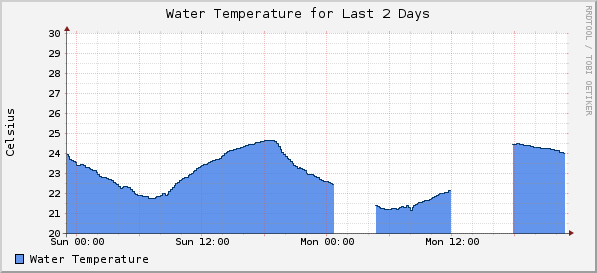 Water Temperature for Last 2 Days
RRDTOOL / TOBI OETIKER
Celsius
30
29
28
27
26
25
24
23
22
21
20
Sun 00:00 Sun 12:00 Mon 00:00 Mon 12:00
Water Temperature